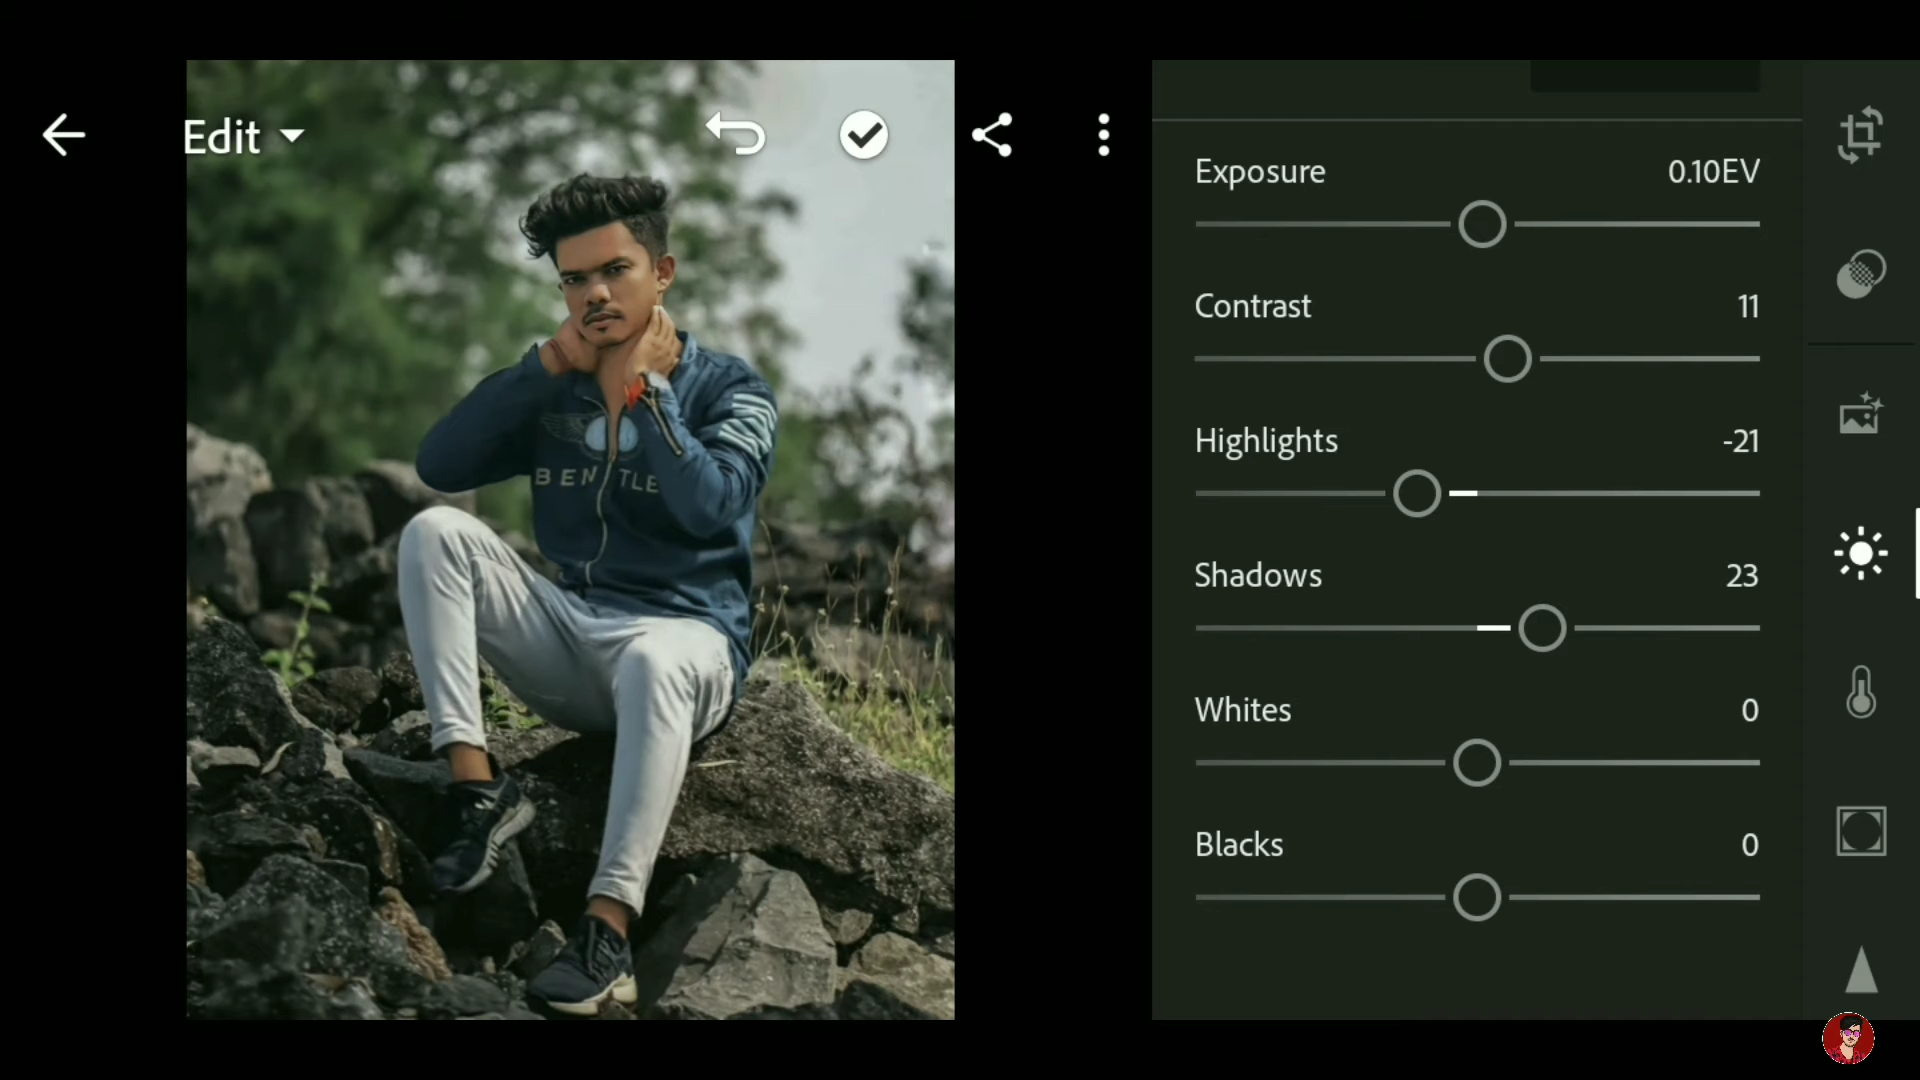 Edit
Exposure 0.10EV
Contrast 11
Highlights -21
Shadows 23
Whites 0
Blacks 0
BEN TLE